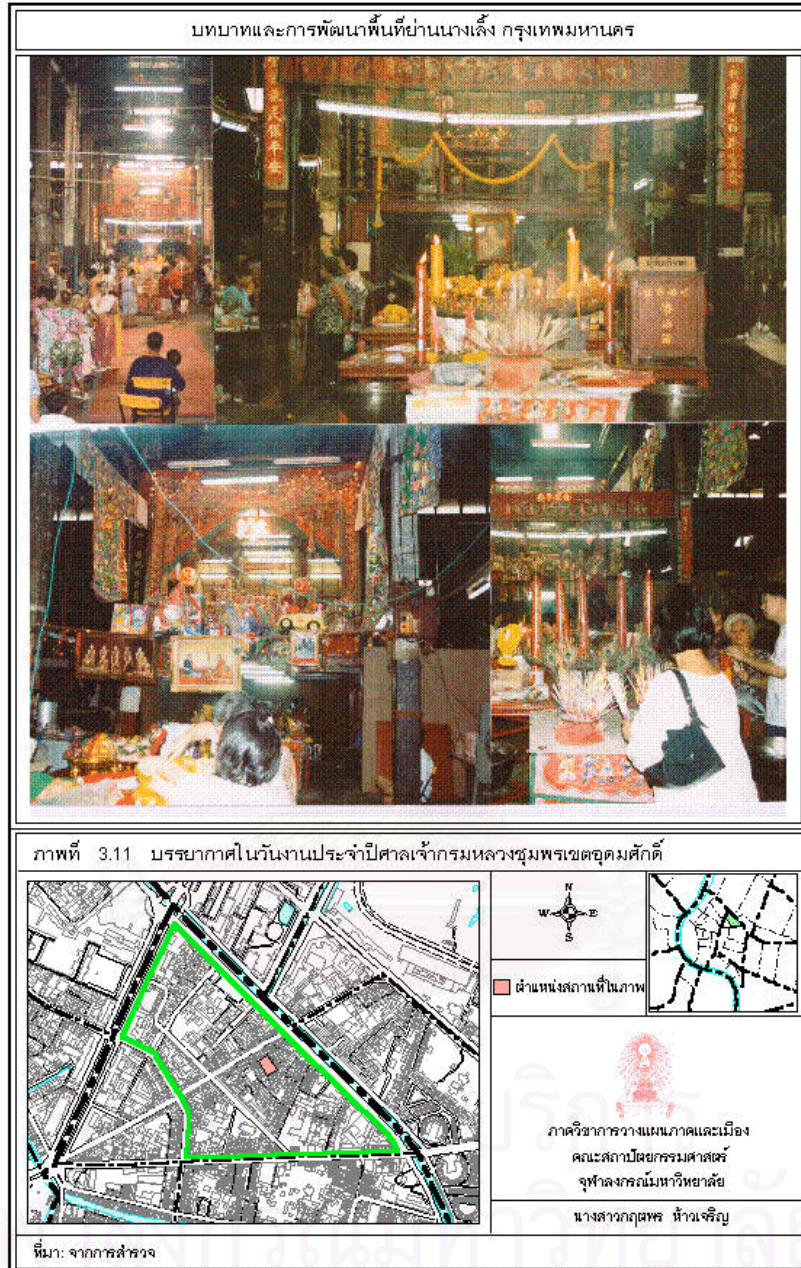 บทบาทและการพัฒนาพื้นที่ย่านนางเลิ้ง กรุงเทพมหานคร
ภาพที่ 3.11 บรรยากาศในวันงานประจำปีศาลเจ้ากรมหลวงชุมพรเขตอุดมศักดิ์
N
W E
S
ตำแหน่งสถานที่ในภาพ
ภาควิชาการวางแผนภาคและเมือง
คณะสถาปัตยกรรมศาสตร์
จุฬาลงกรณ์มหาวิทยาลัย
นางสาวกฤตพร ห้าวเจริญ
ที่มา: จากการสำรวจ